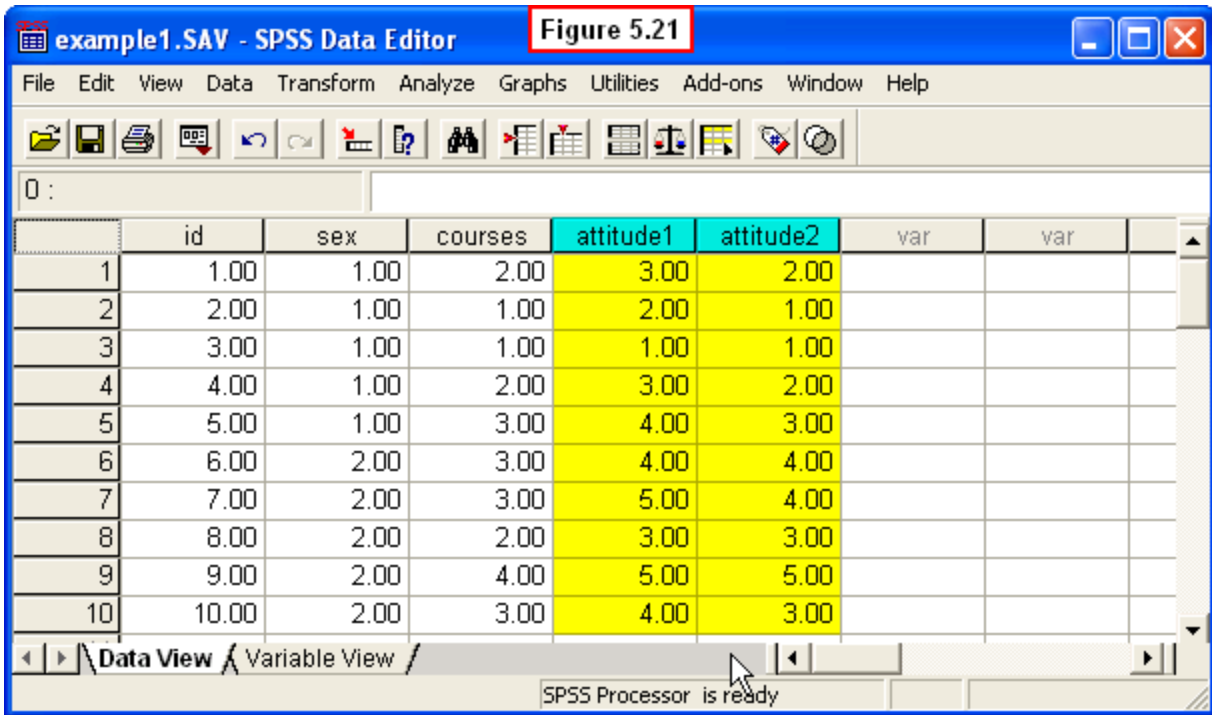 SPSS
example1.SAV - SPSS Data Editor
Figure 5.21
File Edit View Data Transform Analyze Graphs Utilities Add-ons Window Help
0 :
id sex courses attitude1 attitude2 var var
1 1.00 1.00 2.00 3.00 2.00
2 2.00 1.00 1.00 2.00 1.00
3 3.00 1.00 1.00 1.00 1.00
4 4.00 1.00 2.00 3.00 2.00
5 5.00 1.00 3.00 4.00 3.00
6 6.00 2.00 3.00 4.00 4.00
7 7.00 2.00 3.00 5.00 4.00
8 8.00 2.00 2.00 3.00 3.00
9 9.00 2.00 4.00 5.00 5.00
10 10.00 2.00 3.00 4.00 3.00
Data View Variable View
SPSS Processor is ready